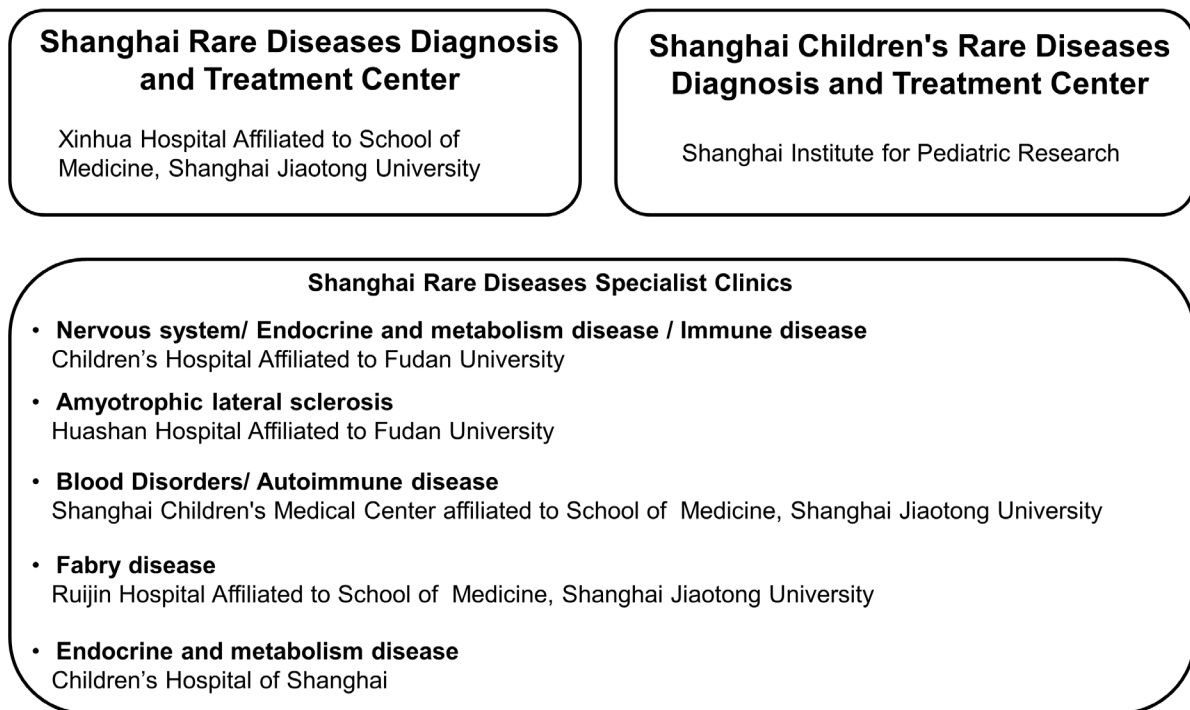 Shanghai Rare Diseases Diagnosis
and Treatment Center
Xinhua Hospital Affiliated to School of
Medicine, Shanghai Jiaotong University
Shanghai Children's Rare Diseases
Diagnosis and Treatment Center
Shanghai Institute for Pediatric Research
Shanghai Rare Diseases Specialist Clinics
• Nervous system/ Endocrine and metabolism disease / Immune disease
Children’s Hospital Affiliated to Fudan University
• Amyotrophic lateral sclerosis
Huashan Hospital Affiliated to Fudan University
• Blood Disorders/ Autoimmune disease
Shanghai Children's Medical Center affiliated to School of  Medicine, Shanghai Jiaotong University
• Fabry disease
Ruijin Hospital Affiliated to School of  Medicine, Shanghai Jiaotong University
• Endocrine and metabolism disease
Children’s Hospital of Shanghai